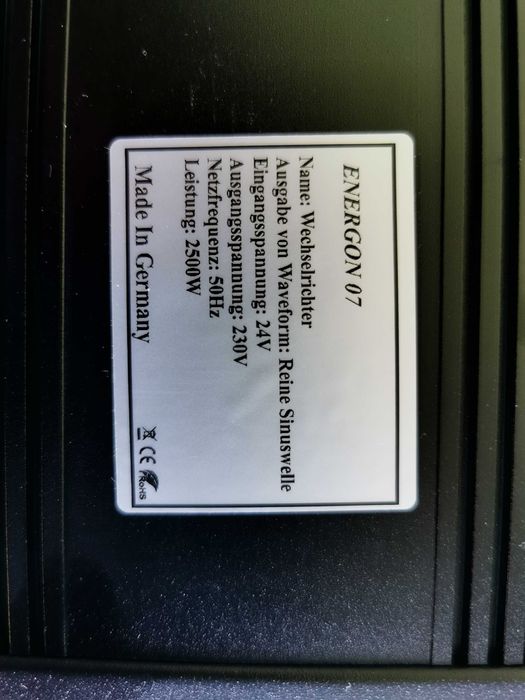 ENERGON 07
Name: Wechselrichter
Ausgabe von Waveform: Reine Sinuswelle
Eingangsspannung: 24V
Ausgangsspannung: 230V
Netzfrequenz: 50Hz
Leistung: 2500W
Made In Germany
CE
RoHS